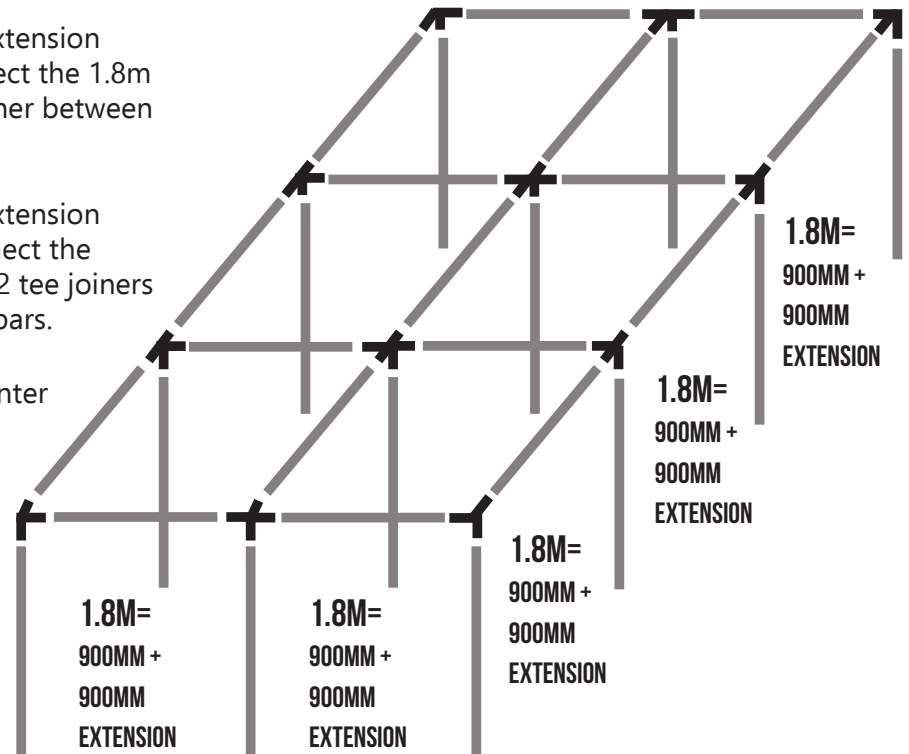 xtension
ect the 1.8m
ner between
xtension
nect the
2 tee joiners
bars.
nter
1.8M=
900MM +
900MM
EXTENSION
1.8M=
900MM +
900MM
EXTENSION
1.8M=
900MM +
900MM
EXTENSION
1.8M=
900MM +
900MM
EXTENSION
1.8M=
900MM +
900MM
EXTENSION